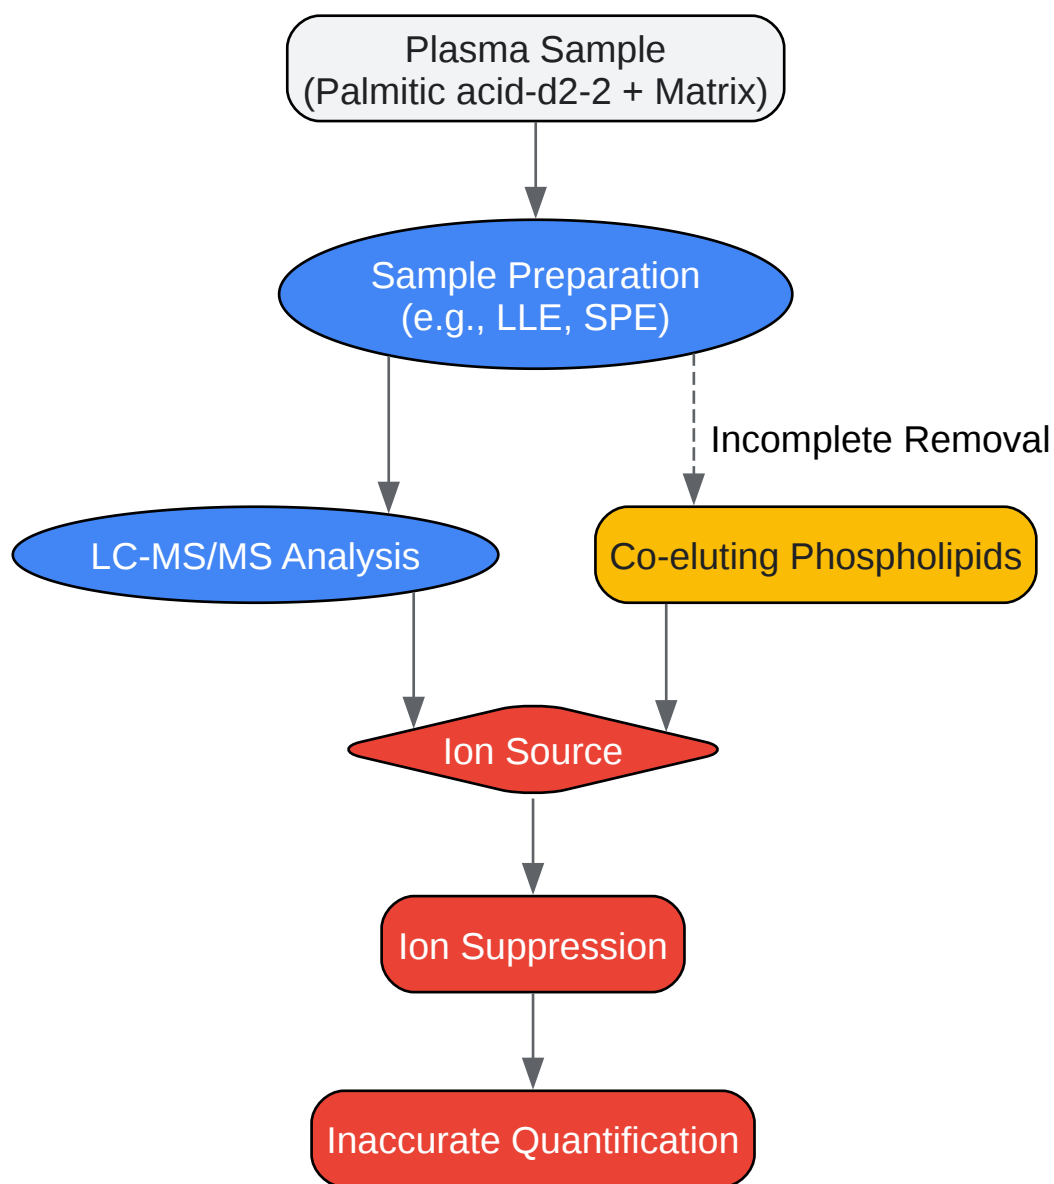 Plasma Sample
(Palmitic acid-d2-2 + Matrix)
Sample Preparation
(e.g., LLE, SPE)
Incomplete Removal
LC-MS/MS Analysis
Co-eluting Phospholipids
Ion Source
Ion Suppression
Inaccurate Quantification